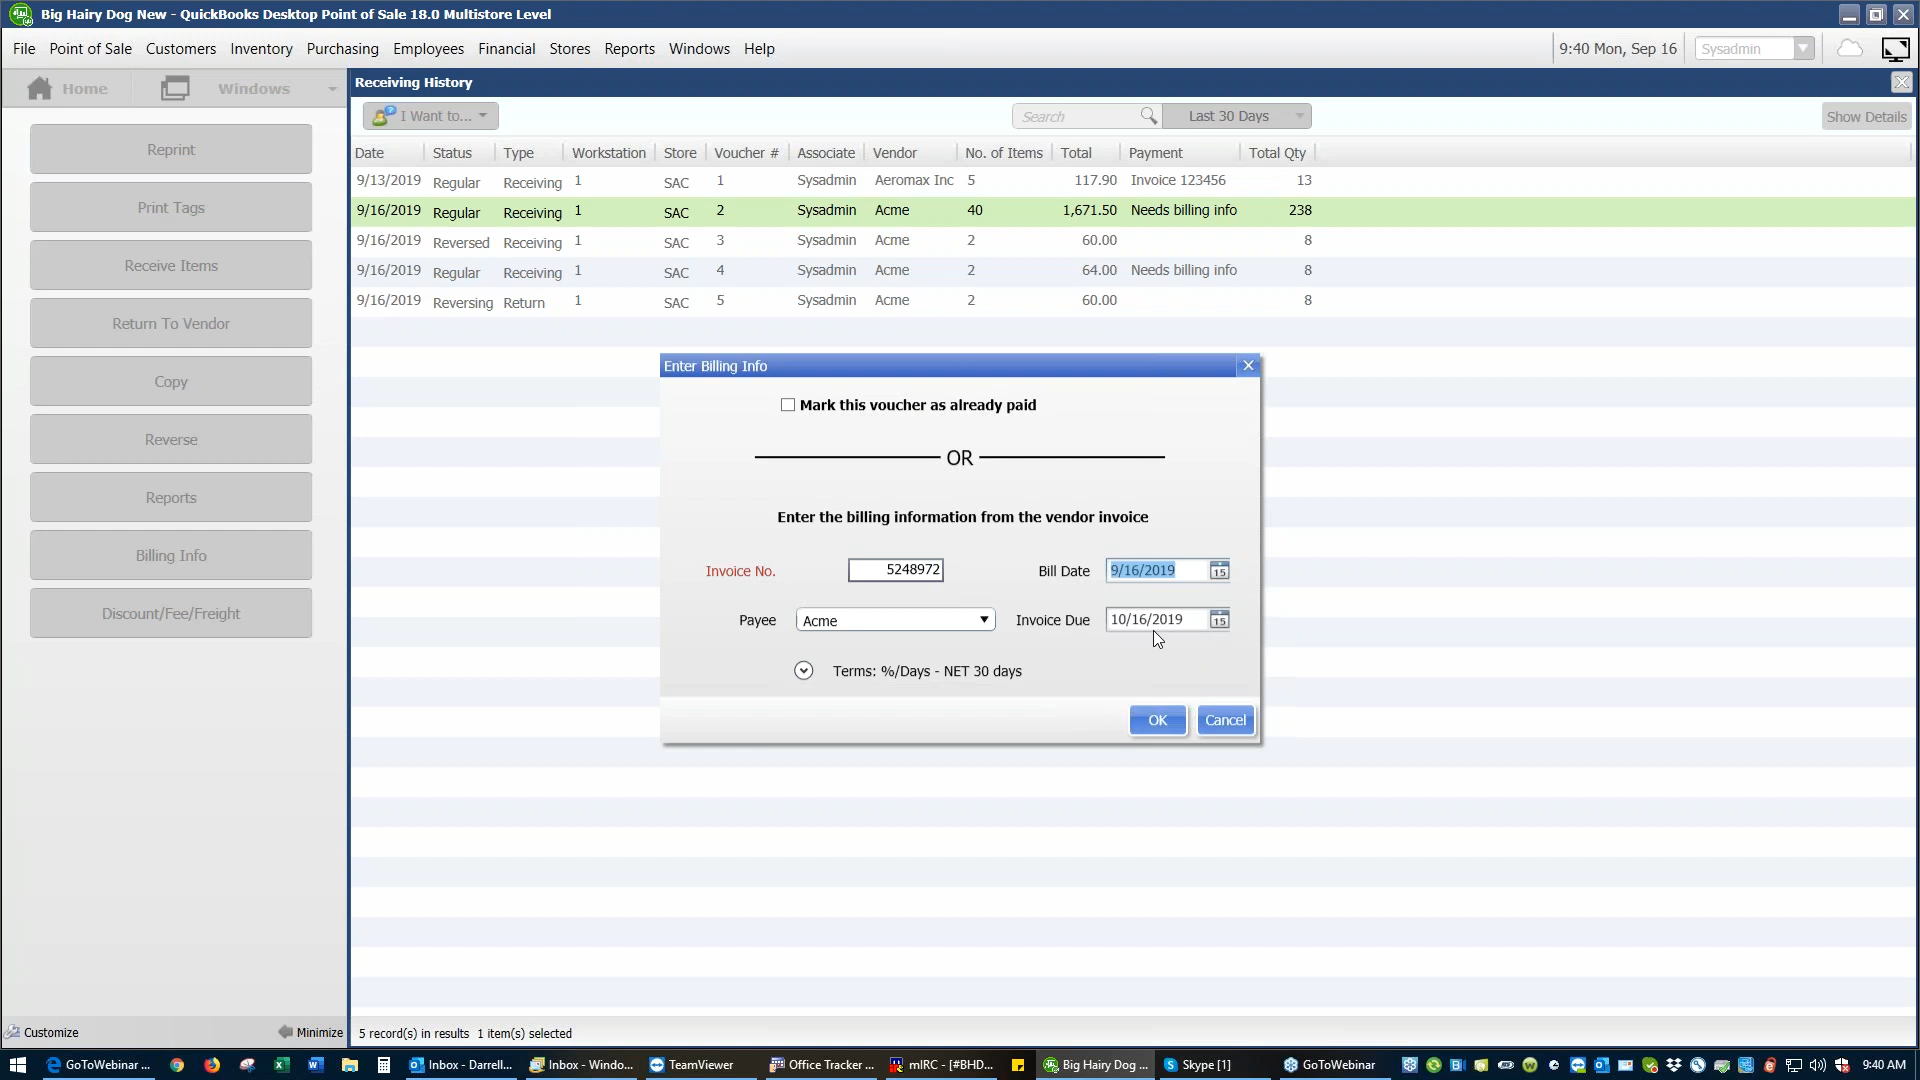 Big Hairy Dog New - QuickBooks Desktop Point of Sale 18.0 Multistore Level
File Point of Sale Customers Inventory Purchasing Employees Financial Stores Reports Windows Help
9:40 Mon, Sep 16 Sysadmin
Home Windows
Receiving History
I Want to... Search Last 30 Days Show Details
Reprint
Print Tags
Receive Items
Return To Vendor
Copy
Reverse
Reports
Billing Info
Discount/Fee/Freight
Date Status Type Workstation Store Voucher # Associate Vendor No. of Items Total Payment Total Qty
9/13/2019 Regular Receiving 1 SAC 1 Sysadmin Aeromax Inc 5 117.90 Invoice 123456 13
9/16/2019 Regular Receiving 1 SAC 2 Sysadmin Acme 40 1,671.50 Needs billing info 238
9/16/2019 Reversed Receiving 1 SAC 3 Sysadmin Acme 2 60.00 8
9/16/2019 Regular Receiving 1 SAC 4 Sysadmin Acme 2 64.00 Needs billing info 8
9/16/2019 Reversing Return 1 SAC 5 Sysadmin Acme 2 60.00 8
Enter Billing Info
Mark this voucher as already paid
OR
Enter the billing information from the vendor invoice
Invoice No. 5248972 Bill Date 9/16/2019 15
Payee Acme Invoice Due 10/16/2019 15
Terms: %/Days - NET 30 days
OK Cancel
Customize Minimize 5 record(s) in results 1 item(s) selected
GoToWebinar ... Inbox - Darrell... Inbox - Windo... TeamViewer Office Tracker ... mIRC - [#BHD... Big Hairy Dog ... Skype [1] GoToWebinar 9:40 AM